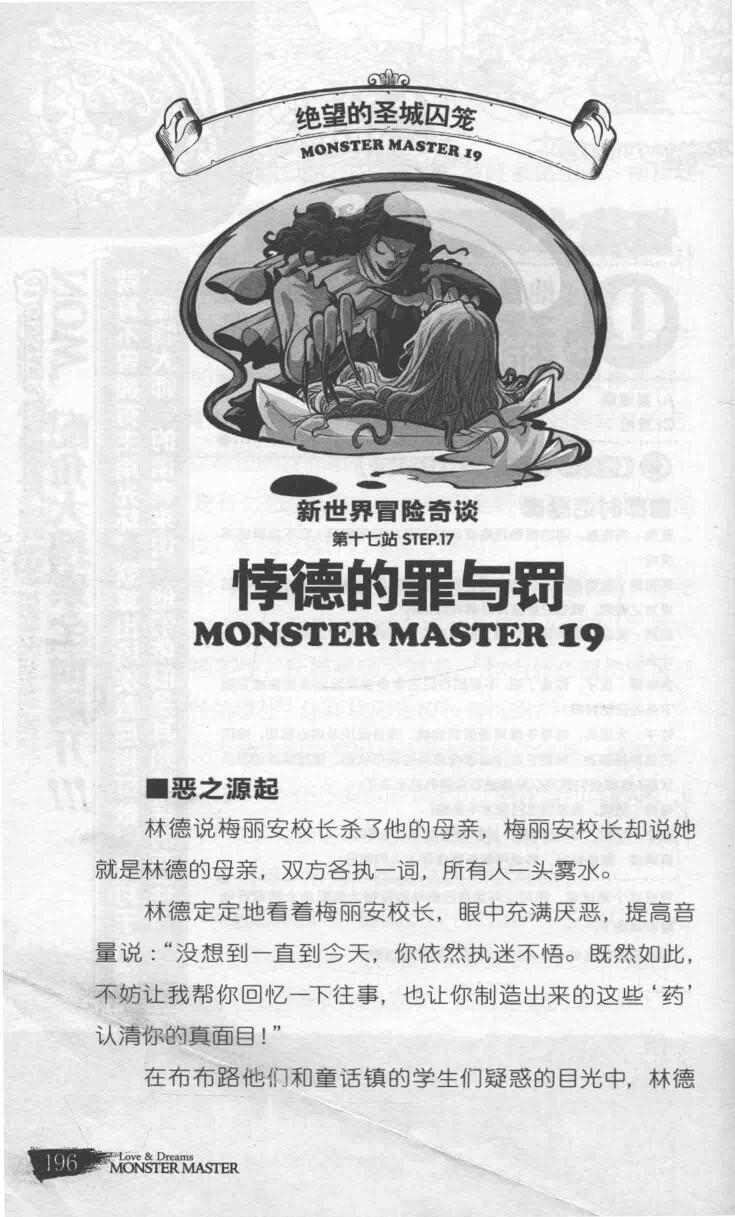 绝望的圣城囚笼
MONSTER MASTER 19
新世界冒险奇谈
第十七站 STEP.17
悖德的罪与罚
MONSTER MASTER 19
■恶之源起
林德说梅丽安校长杀了他的母亲，梅丽安校长却说她
就是林德的母亲，双方各执一词，所有人一头雾水。
林德定定地看着梅丽安校长，眼中充满厌恶，提高音
量说：“没想到一直到今天，你依然执迷不悟。既然如此，
不妨让我帮你回忆一下往事，也让你制造出来的这些‘药’
认清你的真面目！”
在布布路他们和童话镇的学生们疑惑的目光中，林德
196
Love & Dreams
MONSTER MASTER